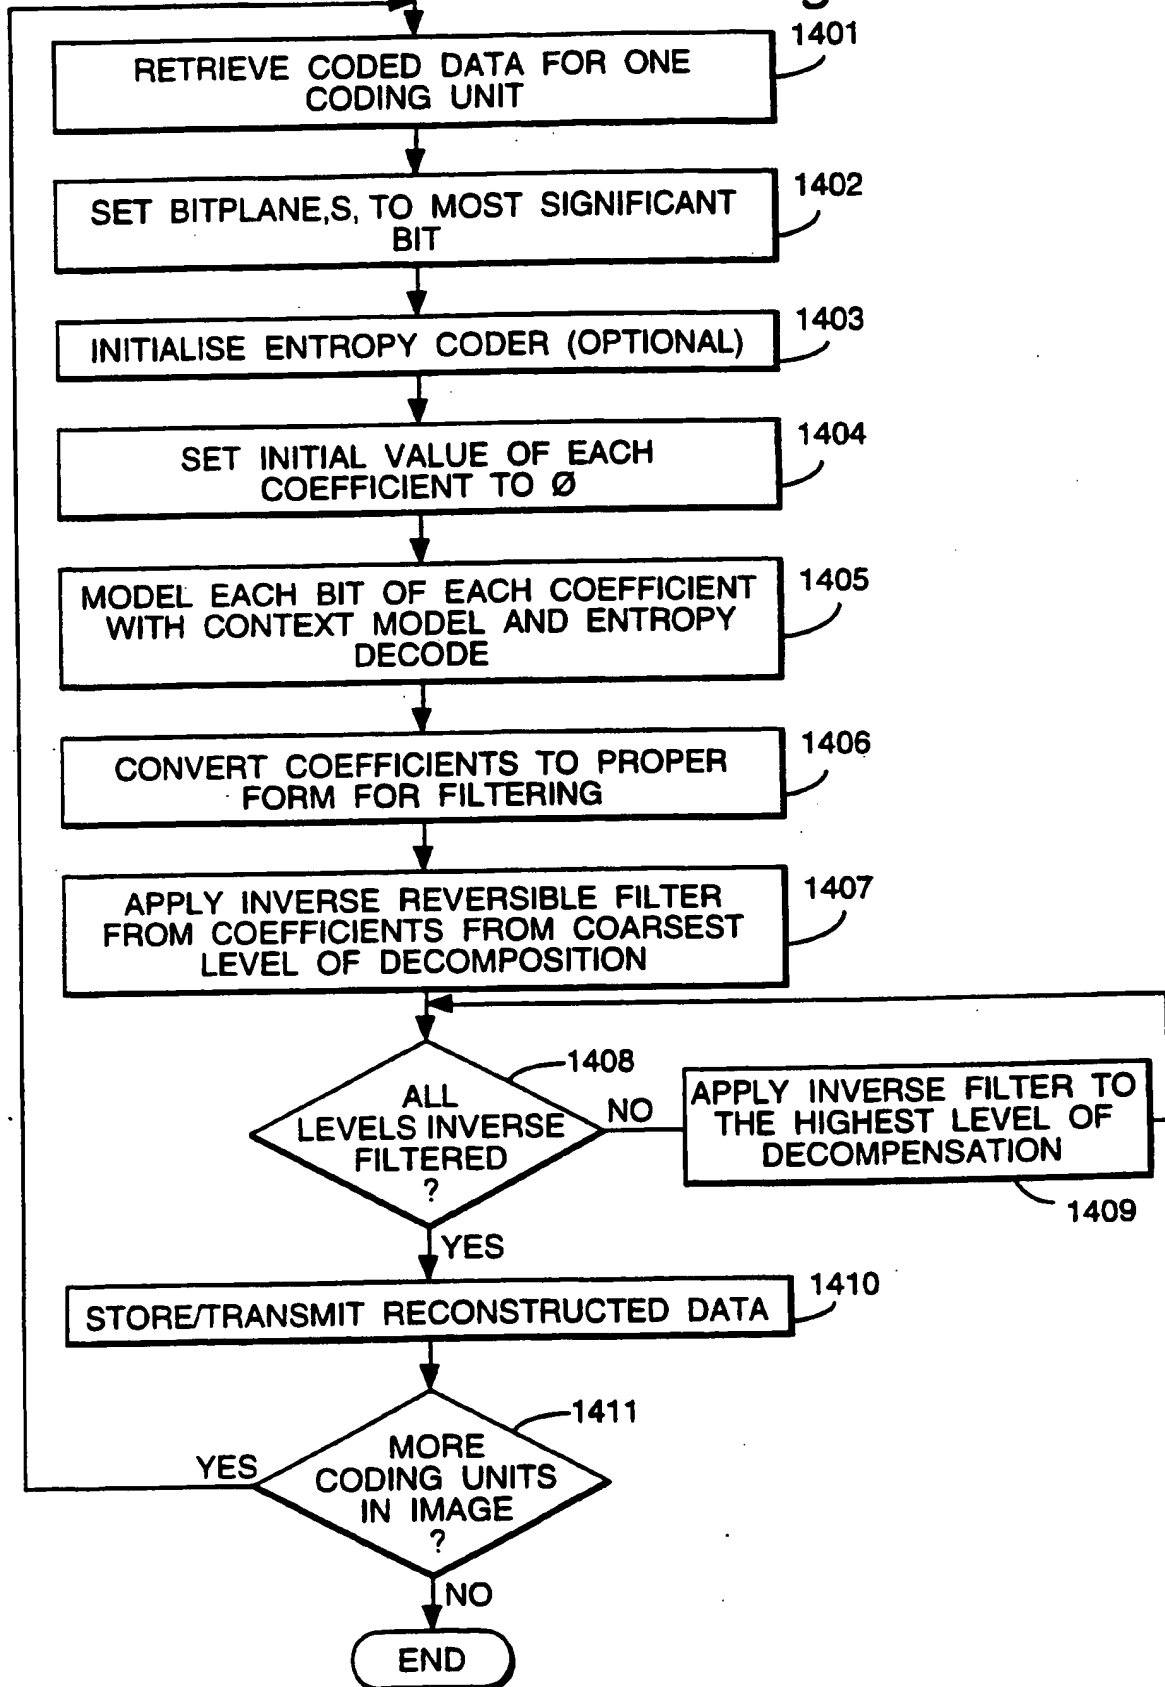 1401
RETRIEVE CODED DATA FOR ONE
CODING UNIT
1402
SET BITPLANE,S, TO MOST SIGNIFICANT
BIT
1403
INITIALISE ENTROPY CODER (OPTIONAL)
1404
SET INITIAL VALUE OF EACH
COEFFICIENT TO Ø
1405
MODEL EACH BIT OF EACH COEFFICIENT
WITH CONTEXT MODEL AND ENTROPY
DECODE
1406
CONVERT COEFFICIENTS TO PROPER
FORM FOR FILTERING
1407
APPLY INVERSE REVERSIBLE FILTER
FROM COEFFICIENTS FROM COARSEST
LEVEL OF DECOMPOSITION
1408
ALL
LEVELS INVERSE
FILTERED
?
NO
APPLY INVERSE FILTER TO
THE HIGHEST LEVEL OF
DECOMPENSATION
1409
YES
1410
STORE/TRANSMIT RECONSTRUCTED DATA
1411
MORE
CODING UNITS
IN IMAGE
?
YES
NO
END